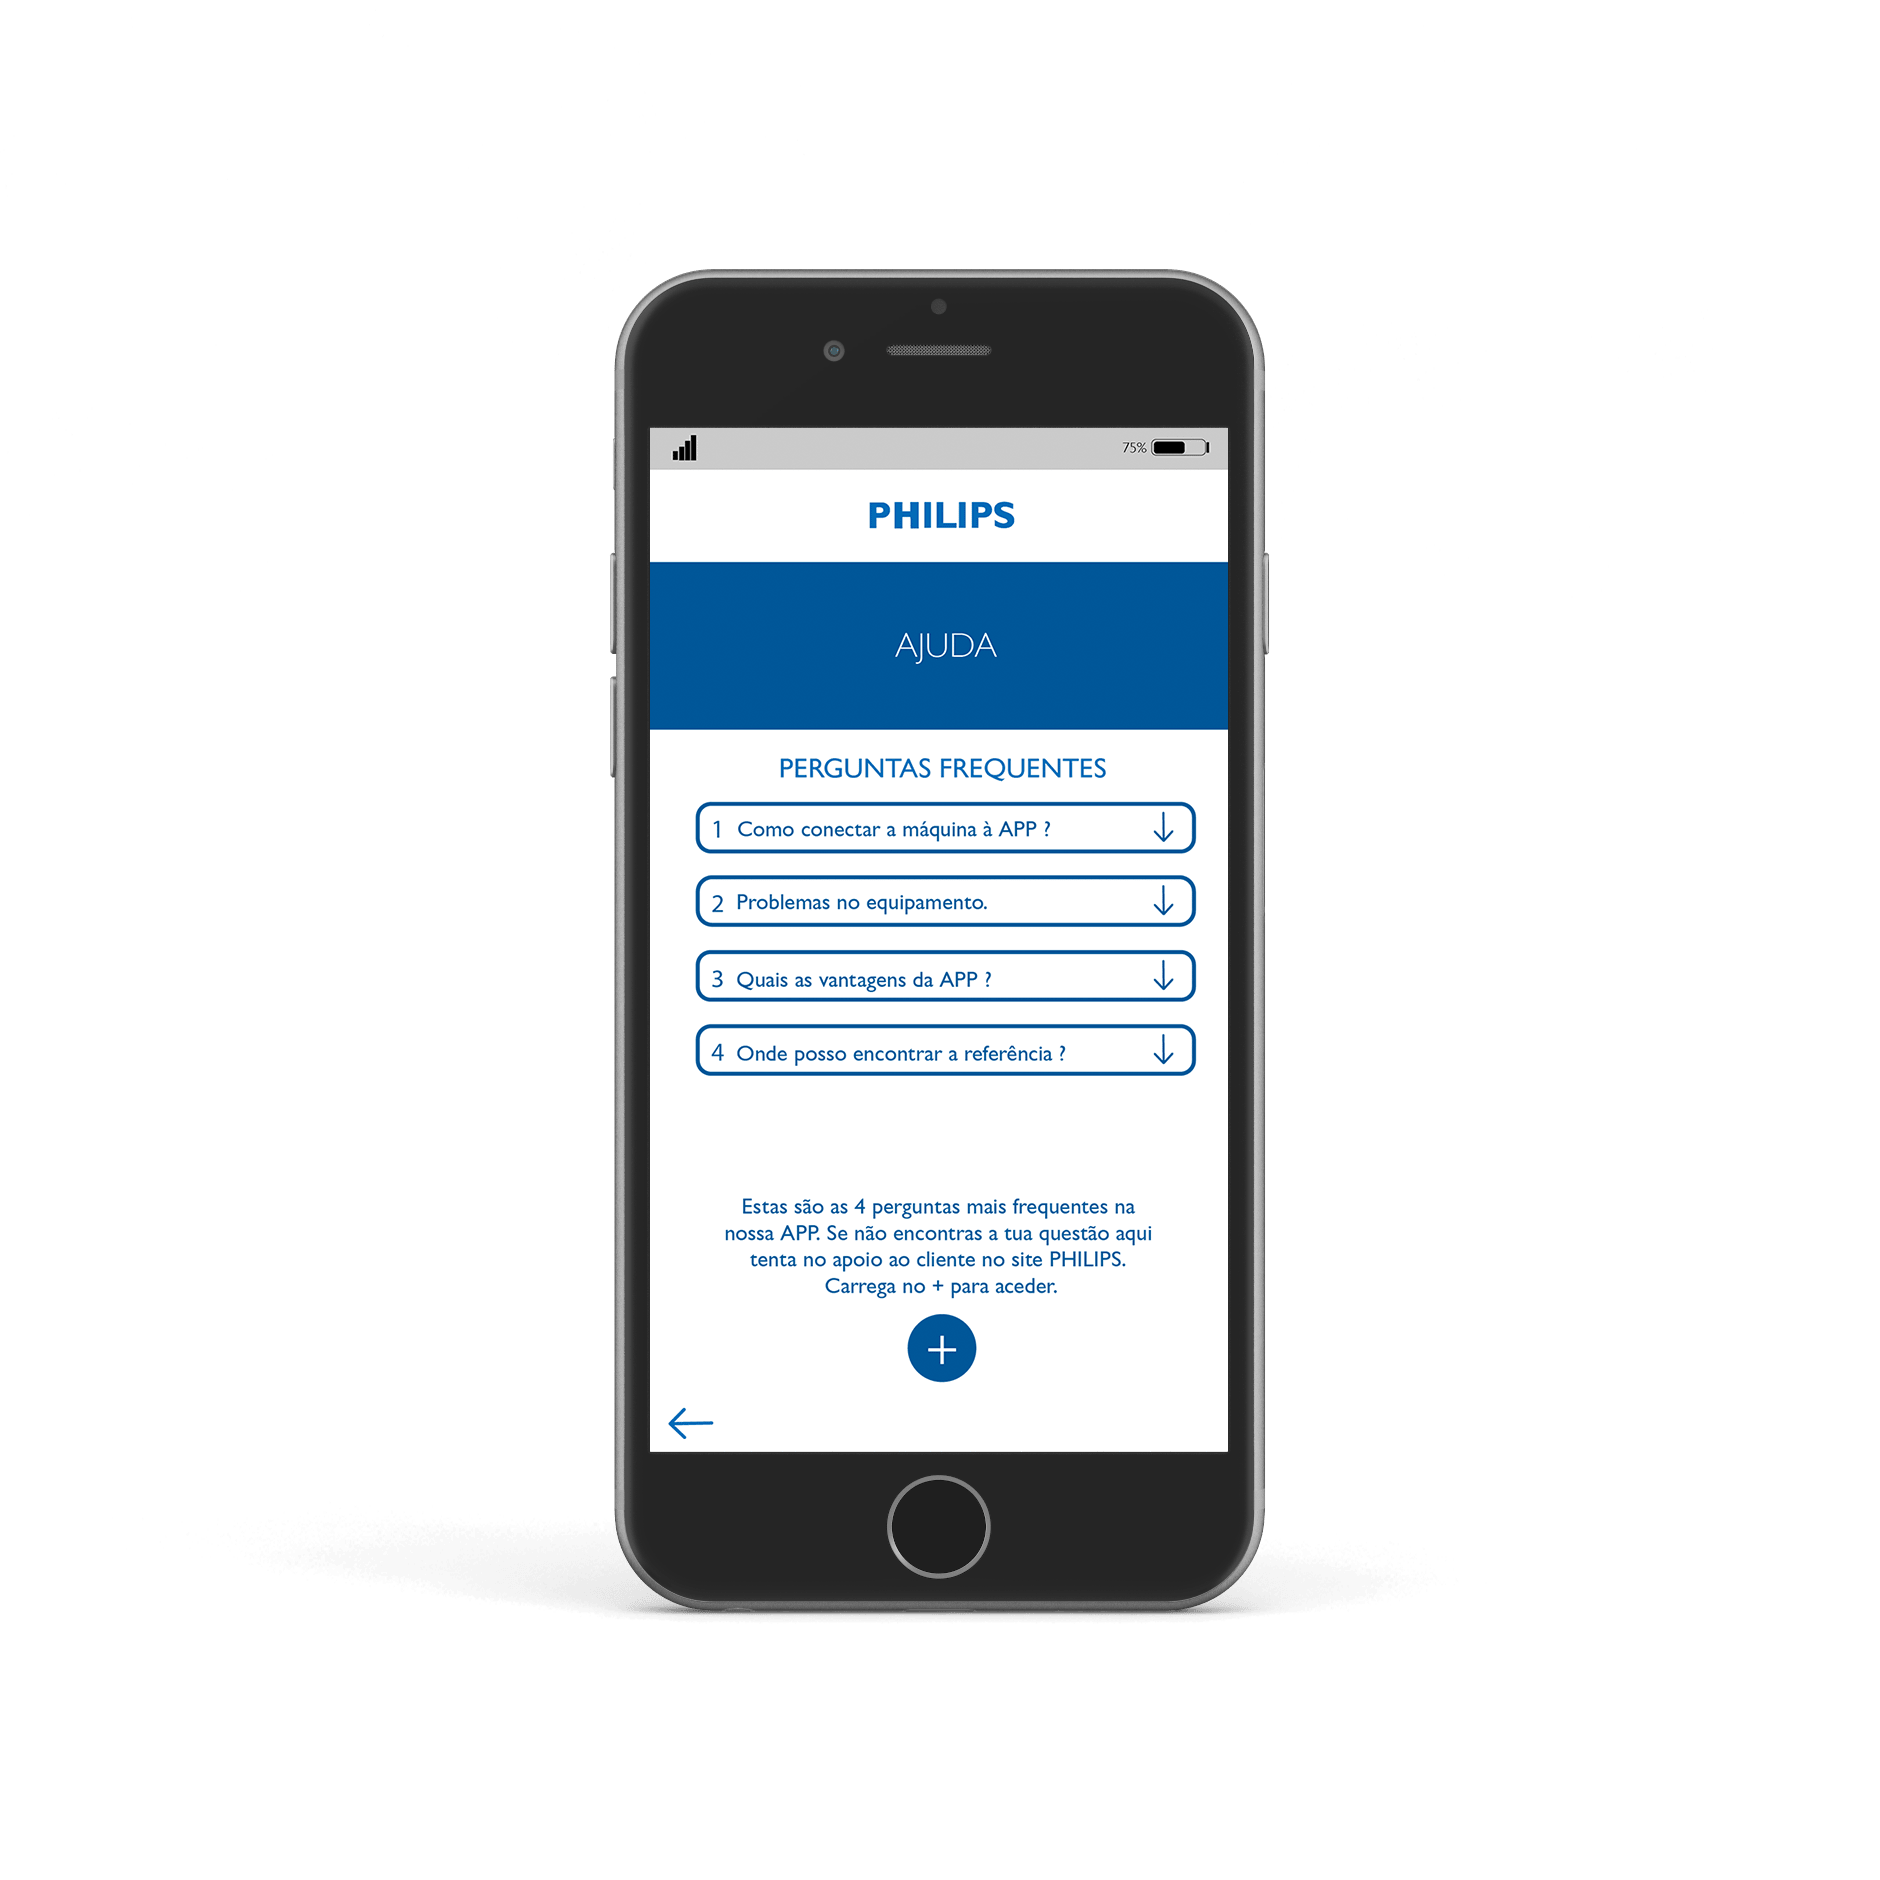 75%
PHILIPS
AJUDA
PERGUNTAS FREQUENTES
1 Como conectar a máquina à APP ?
2 Problemas no equipamento.
3 Quais as vantagens da APP ?
4 Onde posso encontrar a referência ?
Estas são as 4 perguntas mais frequentes na
nossa APP. Se não encontras a tua questão aqui
tenta no apoio ao cliente no site PHILIPS.
Carrega no + para aceder.
+